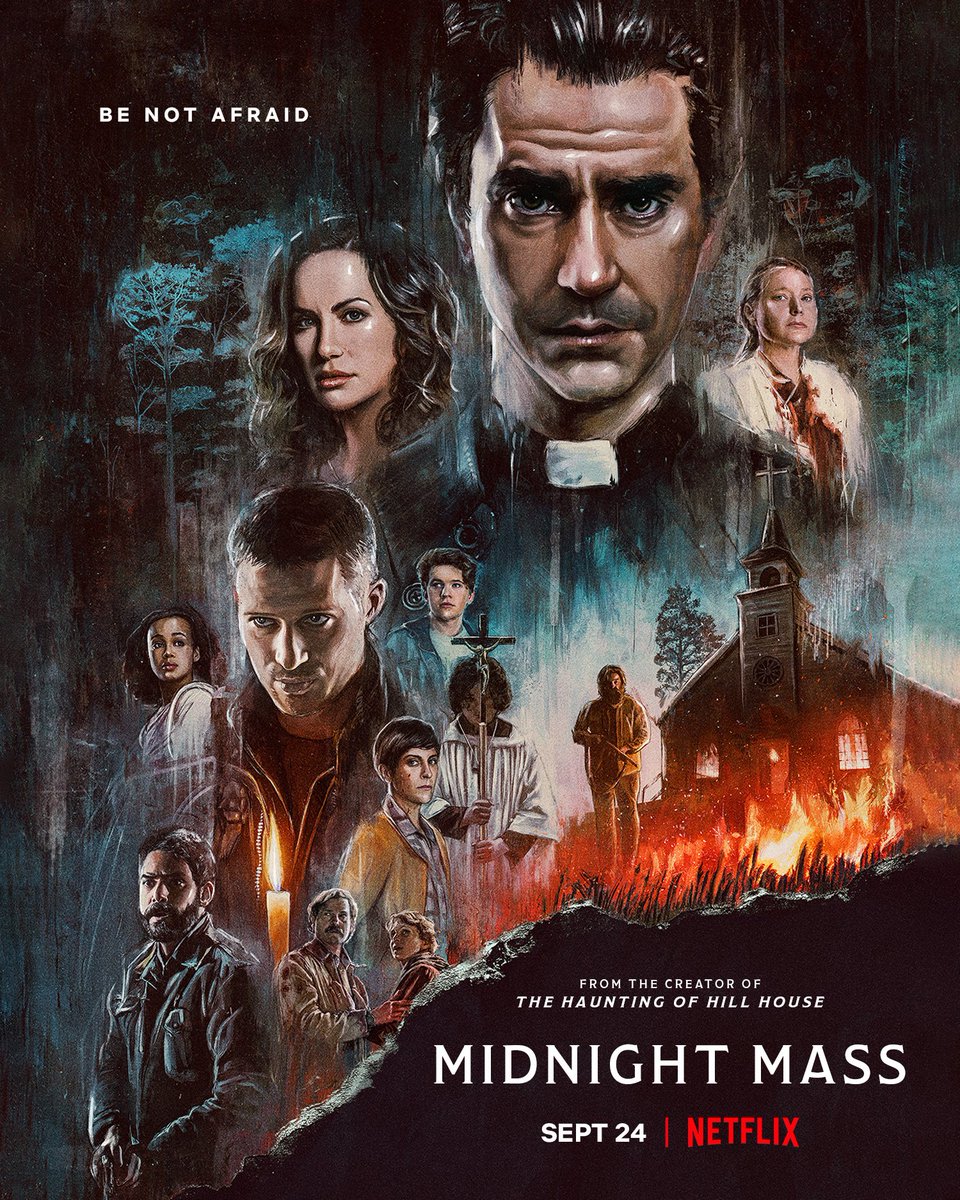 BE NOT AFRAID
FROM THE CREATOR OF
THE HAUNTING OF HILL HOUSE
MIDNIGHT MASS
SEPT 24 | NETFLIX